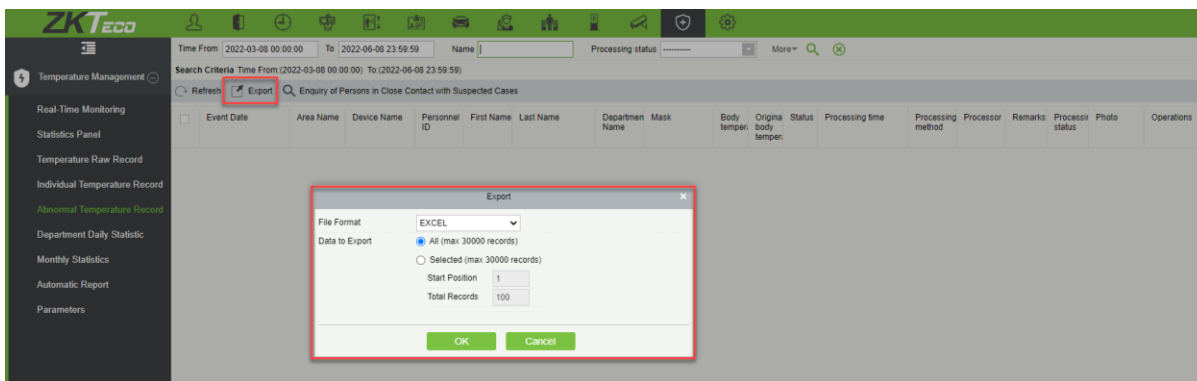 ZKTECO
Time From 2022-03-08 00:00:00 To 2022-06-08 23:59:59 Name Processing status ---------- More
Search Criteria Time From:(2022-03-08 00:00:00) To:(2022-06-08 23:59:59)
Temperature Management
Refresh Export Enquiry of Persons in Close Contact with Suspected Cases
Real-Time Monitoring
Statistics Panel
Temperature Raw Record
Individual Temperature Record
Abnormal Temperature Record
Department Daily Statistic
Monthly Statistics
Automatic Report
Parameters
Event Date Area Name Device Name Personnel ID First Name Last Name Departmen Name Mask Body temper Origina body temper Status Processing time Processing method Processor Remarks Processin status Photo Operations
Export
File Format EXCEL
Data to Export All (max 30000 records)
Selected (max 30000 records)
Start Position 1
Total Records 100
OK Cancel